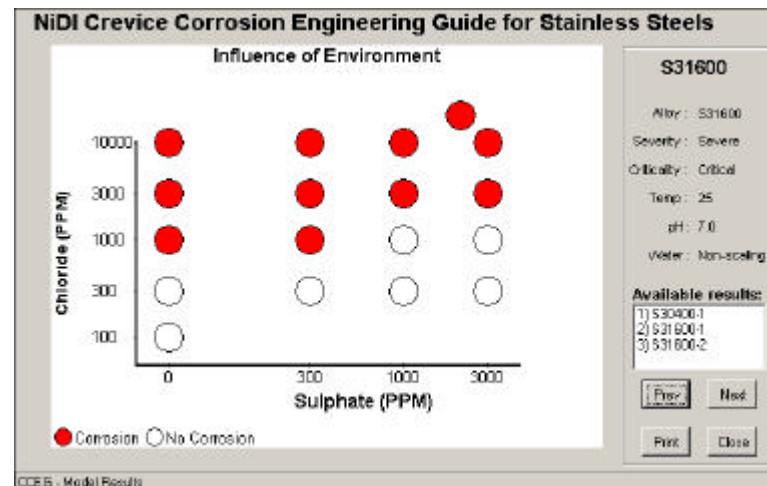 NiDI Crevice Corrosion Engineering Guide for Stainless Steels
Influence of Environment
Chloride (PPM)
10000
3000
1000
300
100
0 300 1000 3000
Sulphate (PPM)
Corrosion No Corrosion
S31600
Alloy : S31600
Severity : Severe
Criticality : Critical
Temp : 25
pH : 7.0
Water : Non-scaling
Available results:
1) S30400-1
2) S31600-1
3) S31600-2
Prev Next
Print Close
CCEG - Model Results